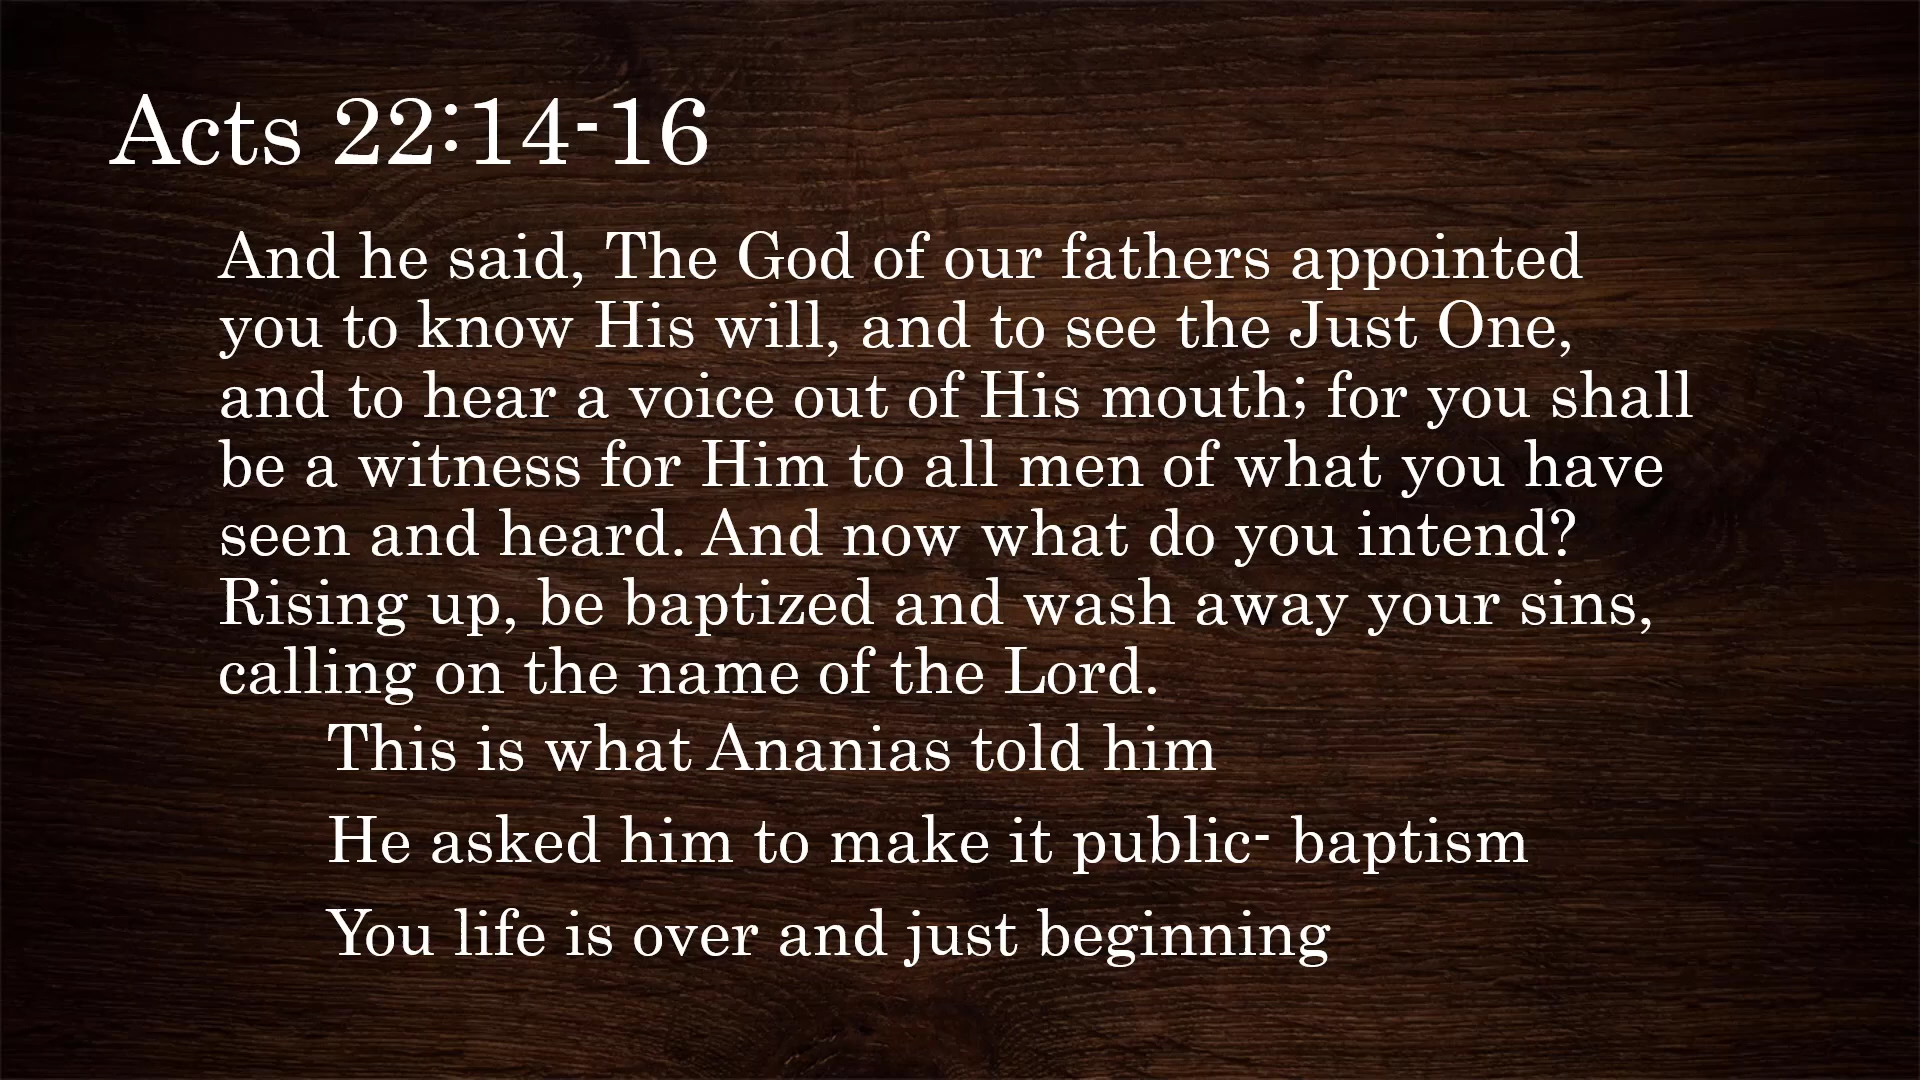 Acts 22:14-16
And he said, The God of our fathers appointed
you to know His will, and to see the Just One,
and to hear a voice out of His mouth; for you shall
be a witness for Him to all men of what you have
seen and heard. And now what do you intend?
Rising up, be baptized and wash away your sins,
calling on the name of the Lord.
This is what Ananias told him
He asked him to make it public- baptism
You life is over and just beginning